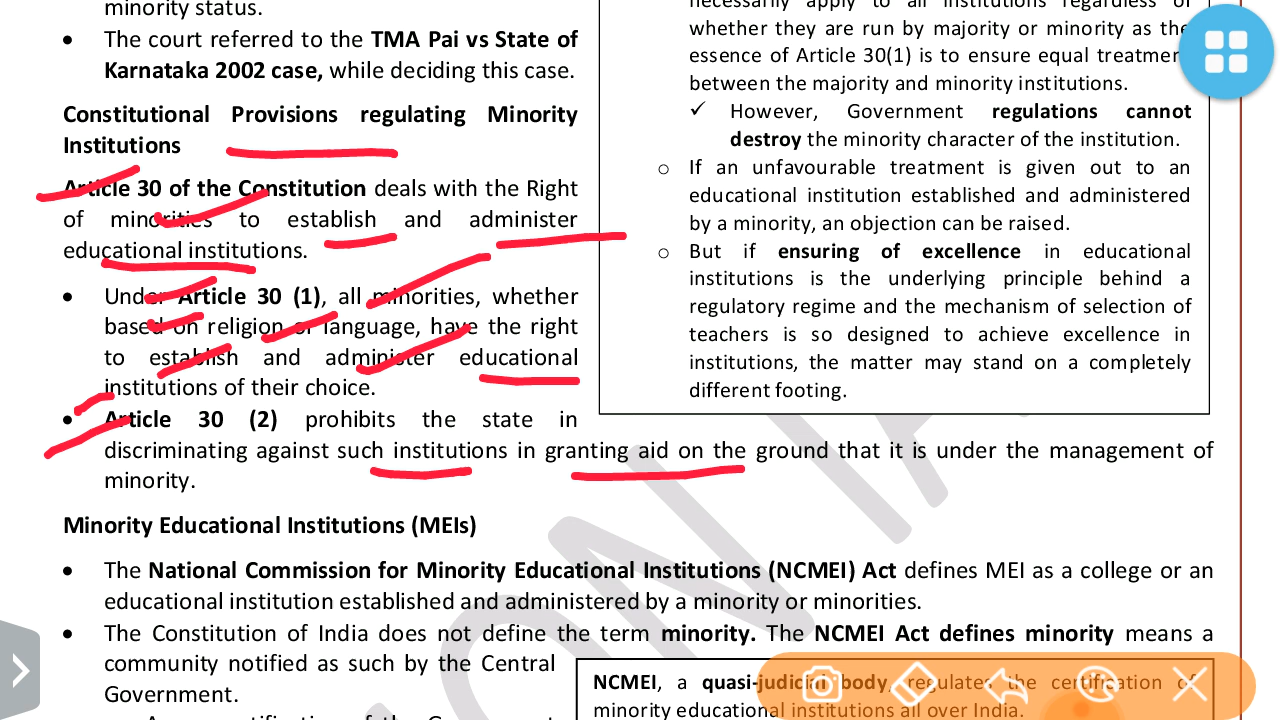 minority status.
• The court referred to the TMA Pai vs State of
Karnataka 2002 case, while deciding this case.
Constitutional Provisions regulating Minority
Institutions
Article 30 of the Constitution deals with the Right
of minorities to establish and administer
educational institutions.
• Under Article 30 (1), all minorities, whether
based on religion or language, have the right
to establish and administer educational
institutions of their choice.
• Article 30 (2) prohibits the state in
discriminating against such institutions in granting aid on the ground that it is under the management of
minority.
necessarily apply to all institutions regardless of
whether they are run by majority or minority as the
essence of Article 30(1) is to ensure equal treatment
between the majority and minority institutions.
✓ However, Government regulations cannot
destroy the minority character of the institution.
o If an unfavourable treatment is given out to an
educational institution established and administered
by a minority, an objection can be raised.
o But if ensuring of excellence in educational
institutions is the underlying principle behind a
regulatory regime and the mechanism of selection of
teachers is so designed to achieve excellence in
institutions, the matter may stand on a completely
different footing.
Minority Educational Institutions (MEIs)
• The National Commission for Minority Educational Institutions (NCMEI) Act defines MEI as a college or an
educational institution established and administered by a minority or minorities.
• The Constitution of India does not define the term minority. The NCMEI Act defines minority means a
community notified as such by the Central
Government.
NCMEI, a quasi-judicial body, regulates the certification of
minority educational institutions all over India.